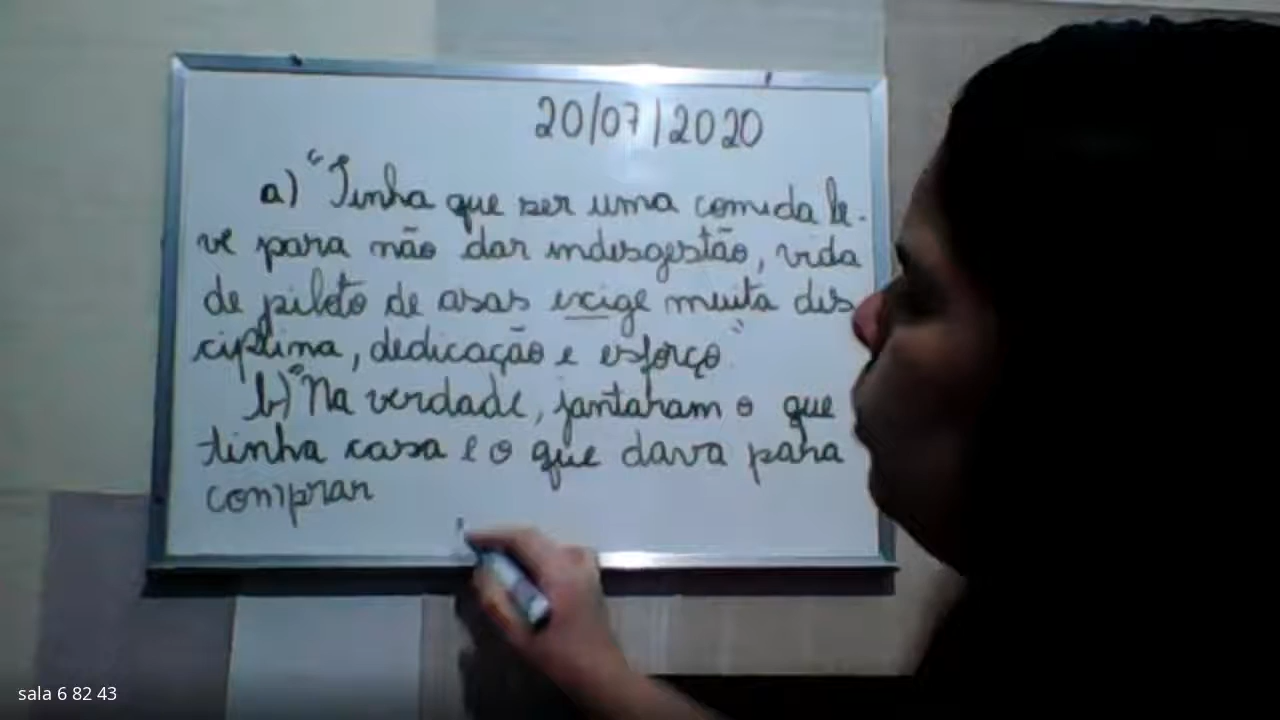 20/07/2020
a) "Tinha que ser uma comida le-
ve para não dar indesgestão, vida
de piloto de asas exige muita dis
ciplina, dedicação e esforço."
b) "Na verdade, jantaram o que
tinha casa e o que dava para
comprar
sala 6 82 43